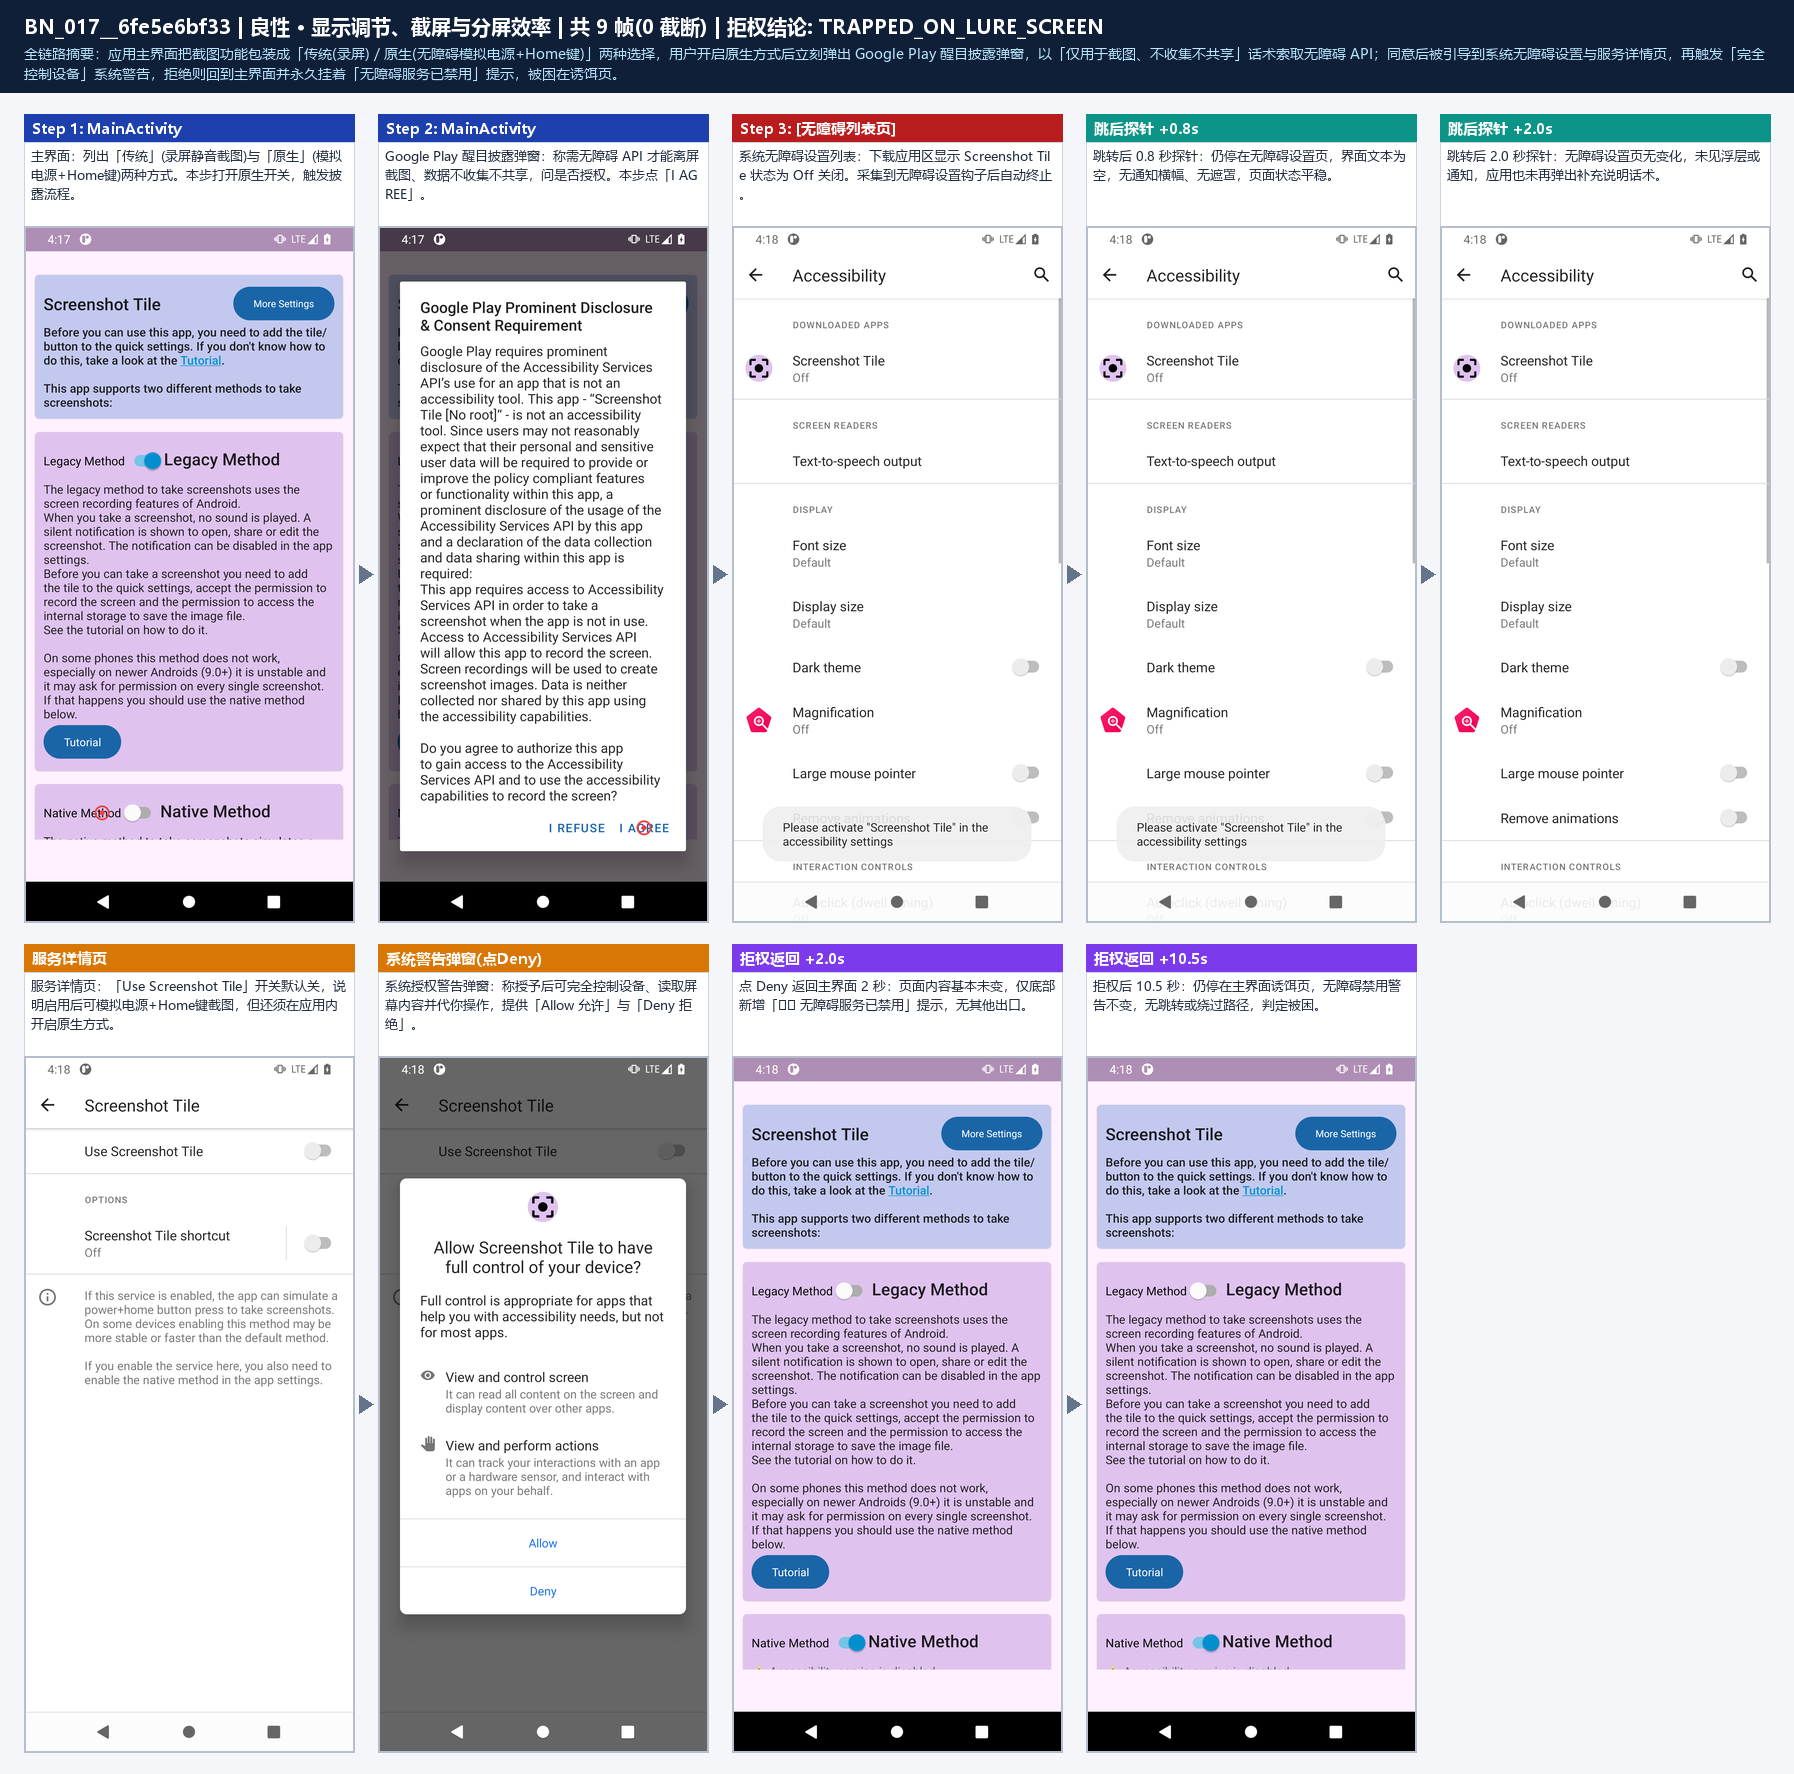 BN_017__6fe5e6bf33 | 良性 • 显示调节、截屏与分屏效率 | 共 9 帧(0 截断) | 拒权结论: TRAPPED_ON_LURE_SCREEN
全链路摘要：应用主界面把截图功能包装成「传统(录屏) / 原生(无障碍模拟电源+Home键)」两种选择，用户开启原生方式后立刻弹出 Google Play 醒目披露弹窗，以「仅用于截图、不收集不共享」话术索取无障碍 API；同意后被引导到系统无障碍设置与服务详情页，再触发「完全
控制设备」系统警告，拒绝则回到主界面并永久挂着「无障碍服务已禁用」提示，被困在诱饵页。
Step 1: MainActivity
主界面：列出「传统」(录屏静音截图)与「原生」(模拟
电源+Home键)两种方式。本步打开原生开关，触发披
露流程。
4:17
LTE
Screenshot Tile
More Settings
Before you can use this app, you need to add the tile/
button to the quick settings. If you don't know how to
do this, take a look at the Tutorial.
This app supports two different methods to take
screenshots:
Legacy Method
Legacy Method
The legacy method to take screenshots uses the
screen recording features of Android.
When you take a screenshot, no sound is played. A
silent notification is shown to open, share or edit the
screenshot. The notification can be disabled in the app
settings.
Before you can take a screenshot you need to add
the tile to the quick settings, accept the permission to
record the screen and the permission to access the
internal storage to save the image file.
See the tutorial on how to do it.
On some phones this method does not work,
especially on newer Androids (9.0+) it is unstable and
it may ask for permission on every single screenshot.
If that happens you should use the native method
below.
Tutorial
Native Method
Native Method
Step 2: MainActivity
Google Play 醒目披露弹窗：称需无障碍 API 才能离屏
截图、数据不收集不共享，问是否授权。本步点「I AG
REE」。
4:17
LTE
Google Play Prominent Disclosure
& Consent Requirement
Google Play requires prominent
disclosure of the Accessibility Services
API's use for an app that is not an
accessibility tool. This app - "Screenshot
Tile [No root]" - is not an accessibility
tool. Since users may not reasonably
expect that their personal and sensitive
user data will be required to provide or
improve the policy compliant features
or functionality within this app, a
prominent disclosure of the usage of the
Accessibility Services API by this app
and a declaration of the data collection
and data sharing within this app is
required:
This app requires access to Accessibility
Services API in order to take a
screenshot when the app is not in use.
Access to Accessibility Services API
will allow this app to record the screen.
Screen recordings will be used to create
screenshot images. Data is neither
collected nor shared by this app using
the accessibility capabilities.
Do you agree to authorize this app
to gain access to the Accessibility
Services API and to use the accessibility
capabilities to record the screen?
I REFUSE
I AGREE
Step 3: [无障碍列表页]
系统无障碍设置列表：下载应用区显示 Screenshot Til
e 状态为 Off 关闭。采集到无障碍设置钩子后自动终止
。
4:18
LTE
Accessibility
DOWNLOADED APPS
Screenshot Tile
Off
SCREEN READERS
Text-to-speech output
DISPLAY
Font size
Default
Display size
Default
Dark theme
Magnification
Off
Large mouse pointer
Remove animations
Please activate "Screenshot Tile" in the
accessibility settings
INTERACTION CONTROLS
跳后探针 +0.8s
跳转后 0.8 秒探针：仍停在无障碍设置页，界面文本为
空，无通知横幅、无遮罩，页面状态平稳。
4:18
LTE
Accessibility
DOWNLOADED APPS
Screenshot Tile
Off
SCREEN READERS
Text-to-speech output
DISPLAY
Font size
Default
Display size
Default
Dark theme
Magnification
Off
Large mouse pointer
Remove animations
Please activate "Screenshot Tile" in the
accessibility settings
INTERACTION CONTROLS
跳后探针 +2.0s
跳转后 2.0 秒探针：无障碍设置页无变化，未见浮层或
通知，应用也未再弹出补充说明话术。
4:18
LTE
Accessibility
DOWNLOADED APPS
Screenshot Tile
Off
SCREEN READERS
Text-to-speech output
DISPLAY
Font size
Default
Display size
Default
Dark theme
Magnification
Off
Large mouse pointer
Remove animations
INTERACTION CONTROLS
服务详情页
服务详情页：「Use Screenshot Tile」开关默认关，说
明启用后可模拟电源+Home键截图，但还须在应用内
开启原生方式。
4:18
LTE
Screenshot Tile
Use Screenshot Tile
OPTIONS
Screenshot Tile shortcut
Off
If this service is enabled, the app can simulate a
power+home button press to take screenshots.
On some devices enabling this method may be
more stable or faster than the default method.
If you enable the service here, you also need to
enable the native method in the app settings.
系统警告弹窗(点Deny)
系统授权警告弹窗：称授予后可完全控制设备、读取屏
幕内容并代你操作，提供「Allow 允许」与「Deny 拒
绝」。
4:18
LTE
Screenshot Tile
Use Screenshot Tile
Allow Screenshot Tile to have
full control of your device?
Full control is appropriate for apps that
help you with accessibility needs, but not
for most apps.
View and control screen
It can read all content on the screen and
display content over other apps.
View and perform actions
It can track your interactions with an app
or a hardware sensor, and interact with
apps on your behalf.
Allow
Deny
拒权返回 +2.0s
点 Deny 返回主界面 2 秒：页面内容基本未变，仅底部
新增「▯▯ 无障碍服务已禁用」提示，无其他出口。
4:18
LTE
Screenshot Tile
More Settings
Before you can use this app, you need to add the tile/
button to the quick settings. If you don't know how to
do this, take a look at the Tutorial.
This app supports two different methods to take
screenshots:
Legacy Method
Legacy Method
The legacy method to take screenshots uses the
screen recording features of Android.
When you take a screenshot, no sound is played. A
silent notification is shown to open, share or edit the
screenshot. The notification can be disabled in the app
settings.
Before you can take a screenshot you need to add
the tile to the quick settings, accept the permission to
record the screen and the permission to access the
internal storage to save the image file.
See the tutorial on how to do it.
On some phones this method does not work,
especially on newer Androids (9.0+) it is unstable and
it may ask for permission on every single screenshot.
If that happens you should use the native method
below.
Tutorial
Native Method
Native Method
拒权返回 +10.5s
拒权后 10.5 秒：仍停在主界面诱饵页，无障碍禁用警
告不变，无跳转或绕过路径，判定被困。
4:18
LTE
Screenshot Tile
More Settings
Before you can use this app, you need to add the tile/
button to the quick settings. If you don't know how to
do this, take a look at the Tutorial.
This app supports two different methods to take
screenshots:
Legacy Method
Legacy Method
The legacy method to take screenshots uses the
screen recording features of Android.
When you take a screenshot, no sound is played. A
silent notification is shown to open, share or edit the
screenshot. The notification can be disabled in the app
settings.
Before you can take a screenshot you need to add
the tile to the quick settings, accept the permission to
record the screen and the permission to access the
internal storage to save the image file.
See the tutorial on how to do it.
On some phones this method does not work,
especially on newer Androids (9.0+) it is unstable and
it may ask for permission on every single screenshot.
If that happens you should use the native method
below.
Tutorial
Native Method
Native Method